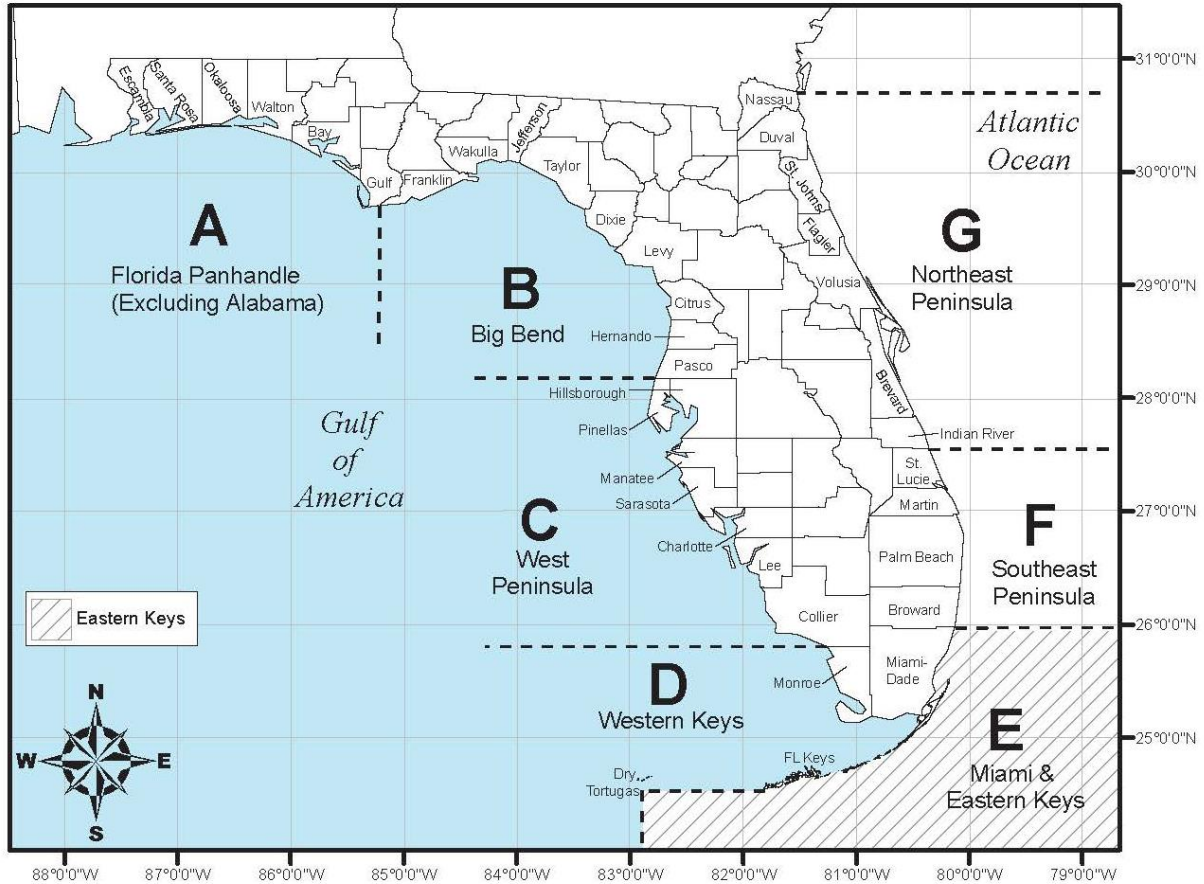 Escambia
Santa Rosa
Okaloosa
Walton
Bay
Gulf
Franklin
Wakulla
Jefferson
Taylor
Dixie
Levy
Citrus
Hernando
Pasco
Hillsborough
Pinellas
Manatee
Sarasota
Charlotte
Lee
Collier
Monroe
Nassau
Duval
St. Johns
Flagler
Volusia
Brevard
Indian River
St.
Lucie
Martin
Palm Beach
Broward
Miami-
Dade
FL Keys
Dry
Tortugas
Atlantic
Ocean
Gulf
of
America
A
Florida Panhandle
(Excluding Alabama)
B
Big Bend
C
West
Peninsula
D
Western Keys
E
Miami &
Eastern Keys
F
Southeast
Peninsula
G
Northeast
Peninsula
Eastern Keys
N
W
E
S
31°0'0"N
30°0'0"N
29°0'0"N
28°0'0"N
27°0'0"N
26°0'0"N
25°0'0"N
88°0'0"W
87°0'0"W
86°0'0"W
85°0'0"W
84°0'0"W
83°0'0"W
82°0'0"W
81°0'0"W
80°0'0"W
79°0'0"W